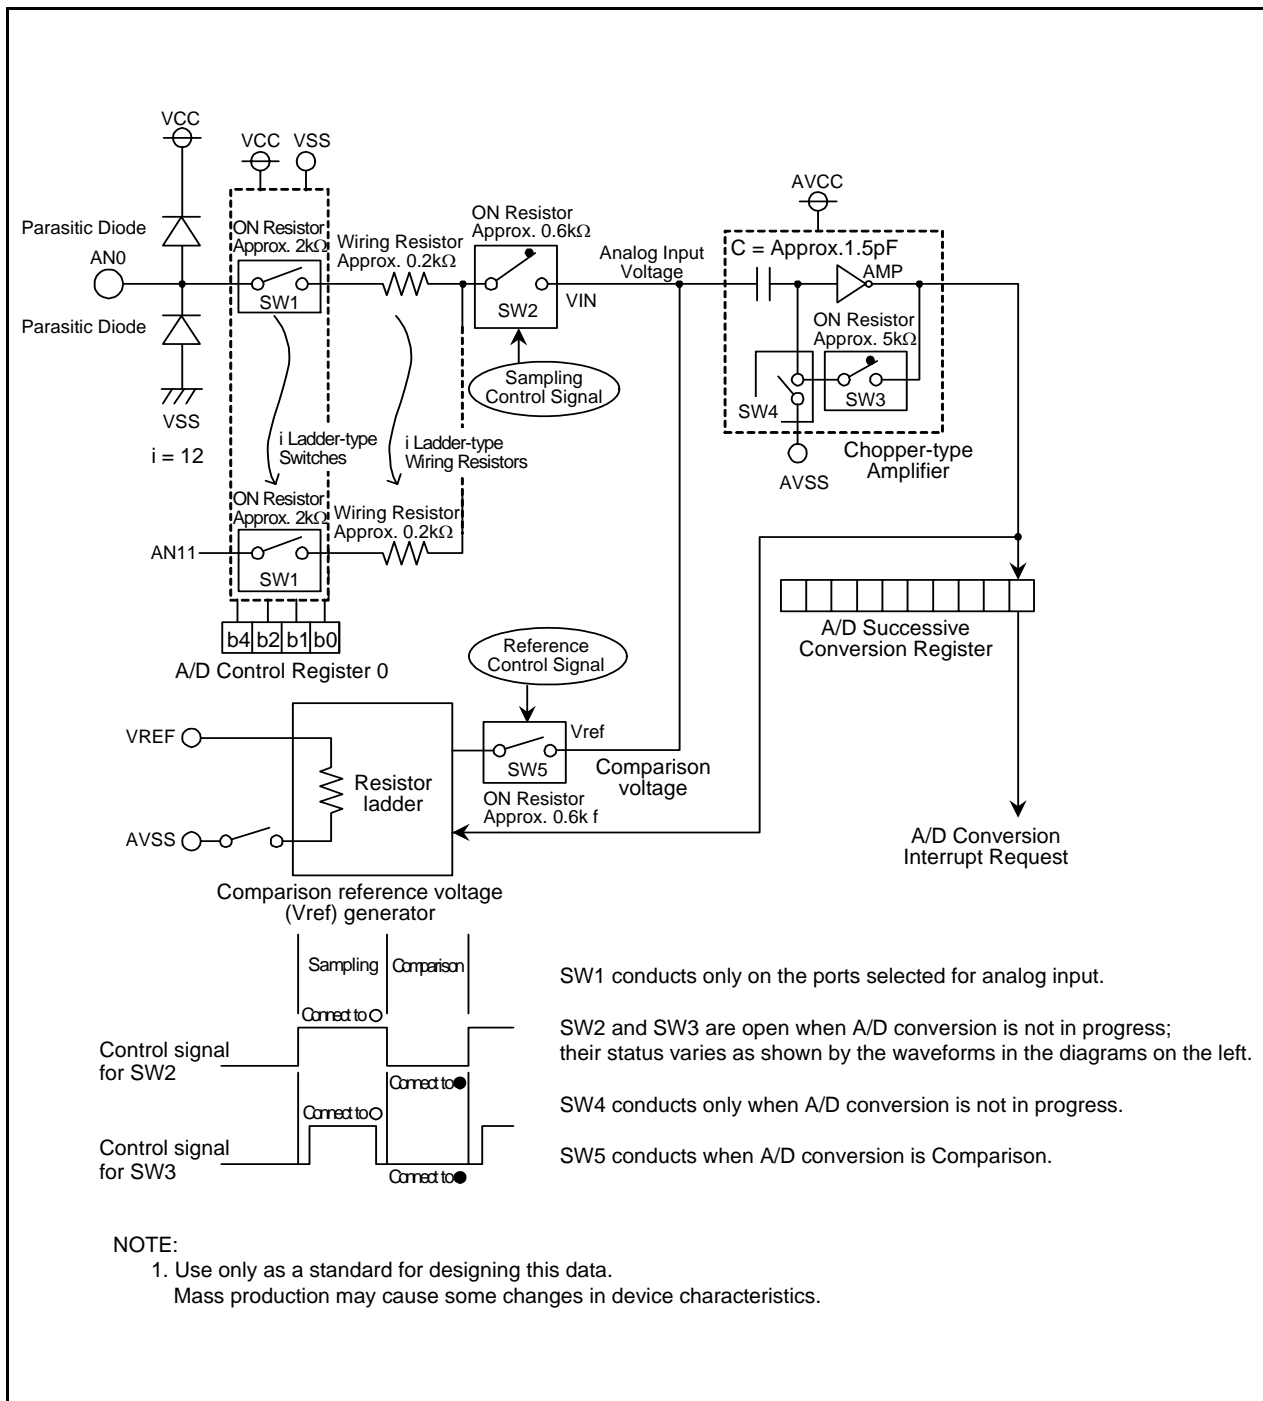 VCC
VCC
VSS
AVCC
Parasitic Diode
AN0
Parasitic Diode
VSS
i = 12
ON Resistor
Approx. 2kΩ
SW1
Wiring Resistor
Approx. 0.2kΩ
ON Resistor
Approx. 0.6kΩ
SW2
VIN
Analog Input
Voltage
Sampling
Control Signal
C = Approx.1.5pF
AMP
ON Resistor
Approx. 5kΩ
SW3
SW4
AVSS
Chopper-type
Amplifier
i Ladder-type
Switches
i Ladder-type
Wiring Resistors
ON Resistor
Approx. 2kΩ
AN11
SW1
Wiring Resistor
Approx. 0.2kΩ
b4 b2 b1 b0
A/D Control Register 0
A/D Successive
Conversion Register
Reference
Control Signal
VREF
AVSS
Resistor
ladder
Vref
SW5
Comparison
voltage
ON Resistor
Approx. 0.6k f
A/D Conversion
Interrupt Request
Comparison reference voltage
(Vref) generator
Sampling
Comparison
Connect to
Control signal
for SW2
Connect to
Connect to
Control signal
for SW3
Connect to
SW1 conducts only on the ports selected for analog input.
SW2 and SW3 are open when A/D conversion is not in progress;
their status varies as shown by the waveforms in the diagrams on the left.
SW4 conducts only when A/D conversion is not in progress.
SW5 conducts when A/D conversion is Comparison.
NOTE:
1. Use only as a standard for designing this data.
Mass production may cause some changes in device characteristics.